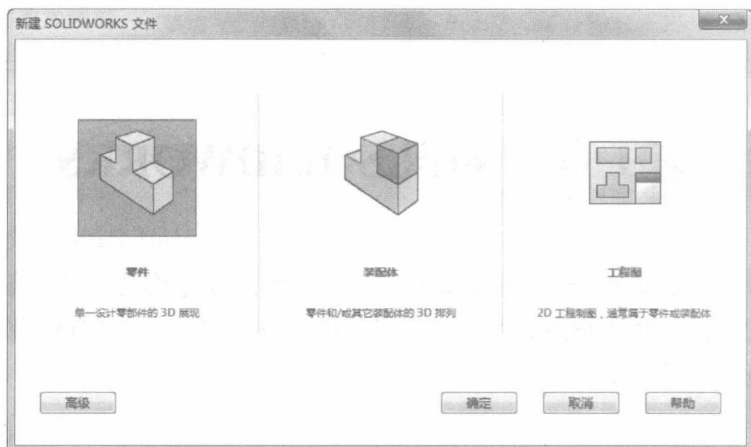 新建 SOLIDWORKS 文件
零件
装配体
工程图
单一设计零部件的 3D 展现
零件和/或其它装配体的 3D 排列
2D 工程制图，通常属于零件或装配体
高级
确定
取消
帮助